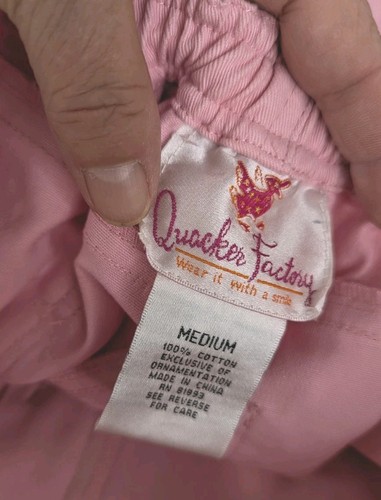 Quacker Factory
Wear it with a smile
MEDIUM
100% COTTON
EXCLUSIVE OF
ORNAMENTATION
MADE IN CHINA
RN 81993
SEE REVERSE
FOR CARE